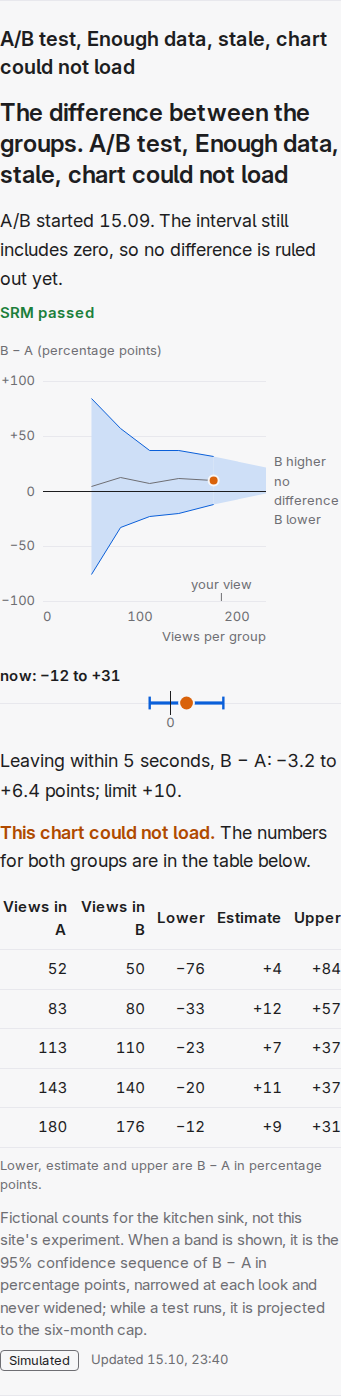 A/B test, Enough data, stale, chart
could not load
The difference between the
groups. A/B test, Enough data,
stale, chart could not load
A/B started 15.09. The interval still
includes zero, so no difference is ruled
out yet.
SRM passed
B − A (percentage points)
+100
+50
0
−50
−100
B higher
no
difference
B lower
your view
0 100 200
Views per group
now: −12 to +31
0
Leaving within 5 seconds, B − A: −3.2 to
+6.4 points; limit +10.
This chart could not load. The numbers
for both groups are in the table below.
Views in A Views in B Lower Estimate Upper
52 50 −76 +4 +84
83 80 −33 +12 +57
113 110 −23 +7 +37
143 140 −20 +11 +37
180 176 −12 +9 +31
Lower, estimate and upper are B − A in percentage
points.
Fictional counts for the kitchen sink, not this
site's experiment. When a band is shown, it is the
95% confidence sequence of B − A in
percentage points, narrowed at each look and
never widened; while a test runs, it is projected
to the six-month cap.
Simulated Updated 15.10, 23:40